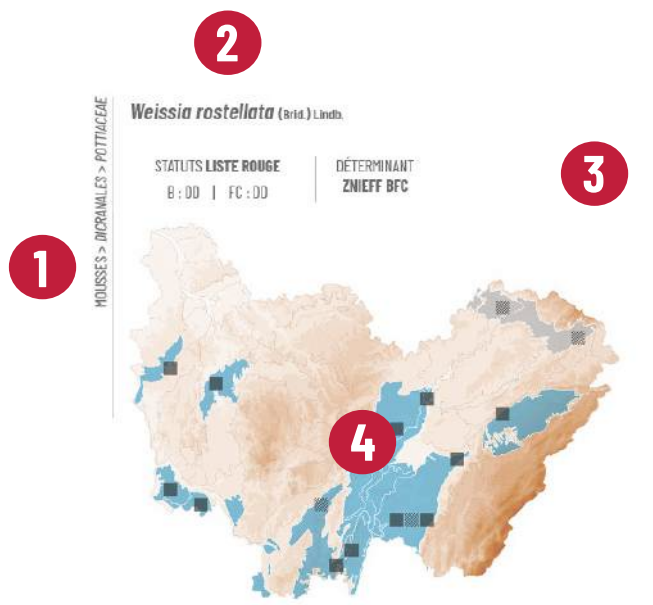 2
Weissia rostellata (Brid.) Lindb.
STATUTS LISTE ROUGE
B : DD | FC : DD
DÉTERMINANT
ZNIEFF BFC
3
MOUSSES > DICRANALES > POTTIACEAE
1
4